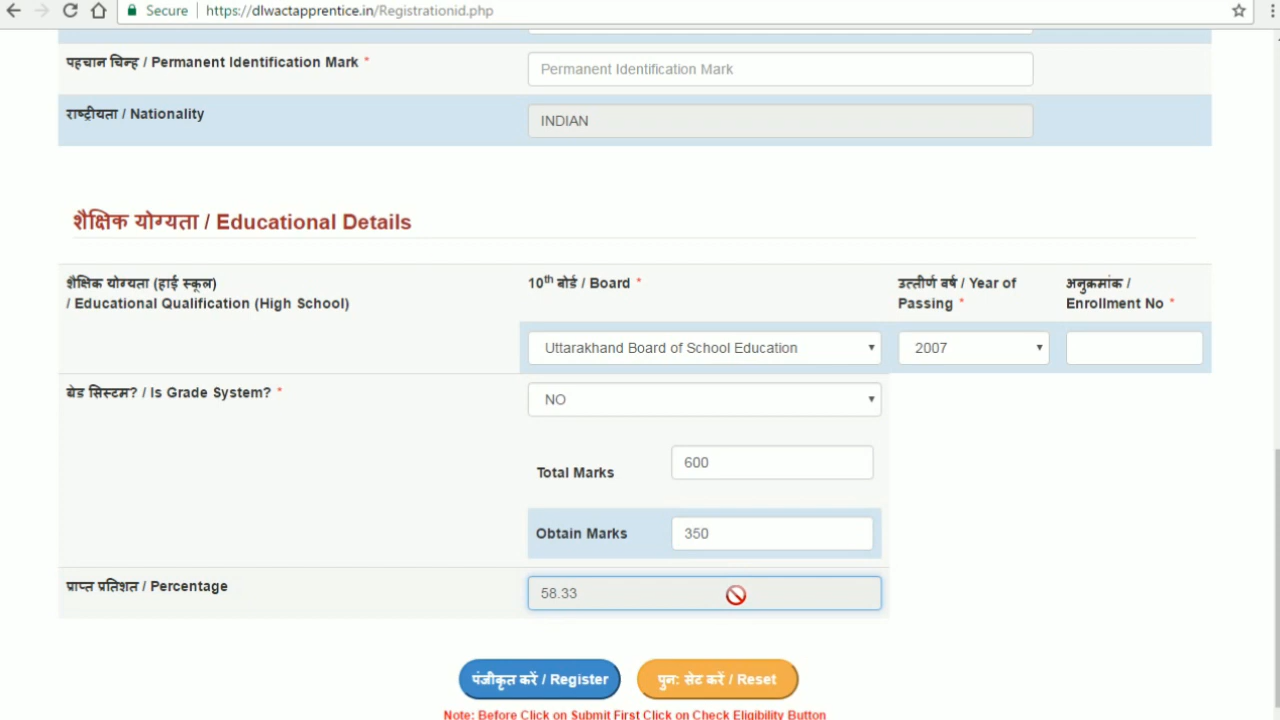 Secure https://dlwactapprentice.in/Registrationid.php
पहचान चिन्ह / Permanent Identification Mark *
Permanent Identification Mark
राष्ट्रीयता / Nationality
INDIAN
शैक्षिक योग्यता / Educational Details
शैक्षिक योग्यता (हाई स्कूल)
/ Educational Qualification (High School)
10th बोर्ड / Board *
उत्तीर्ण वर्ष / Year of
Passing *
अनुक्रमांक /
Enrollment No *
Uttarakhand Board of School Education
2007
ग्रेड सिस्टम? / Is Grade System? *
NO
Total Marks
600
Obtain Marks
350
प्राप्त प्रतिशत / Percentage
58.33
पंजीकृत करें / Register
पुन: सेट करें / Reset
Note: Before Click on Submit First Click on Check Eligibility Button